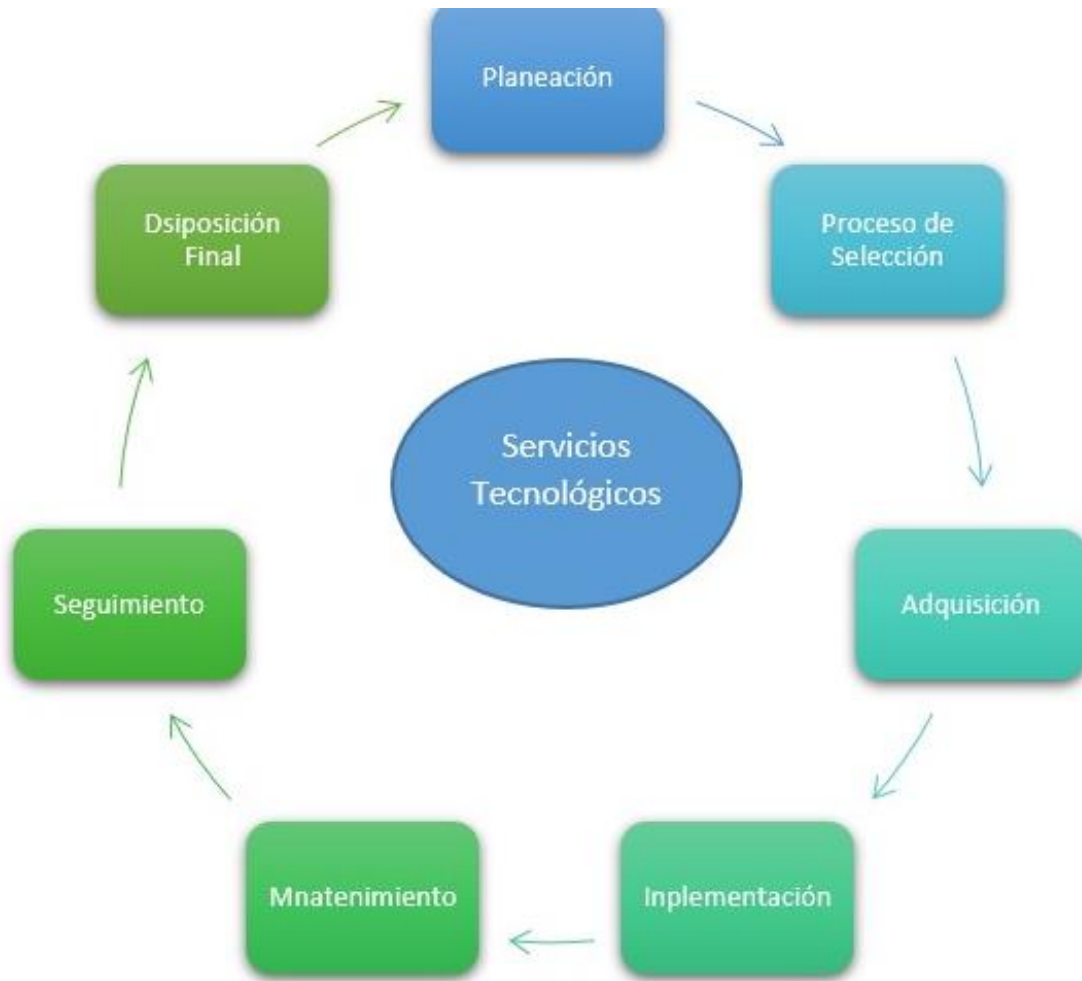 Planeación
Proceso de
Selección
Adquisición
Inplementación
Mnatenimiento
Seguimiento
Dsiposición
Final
Servicios
Tecnológicos